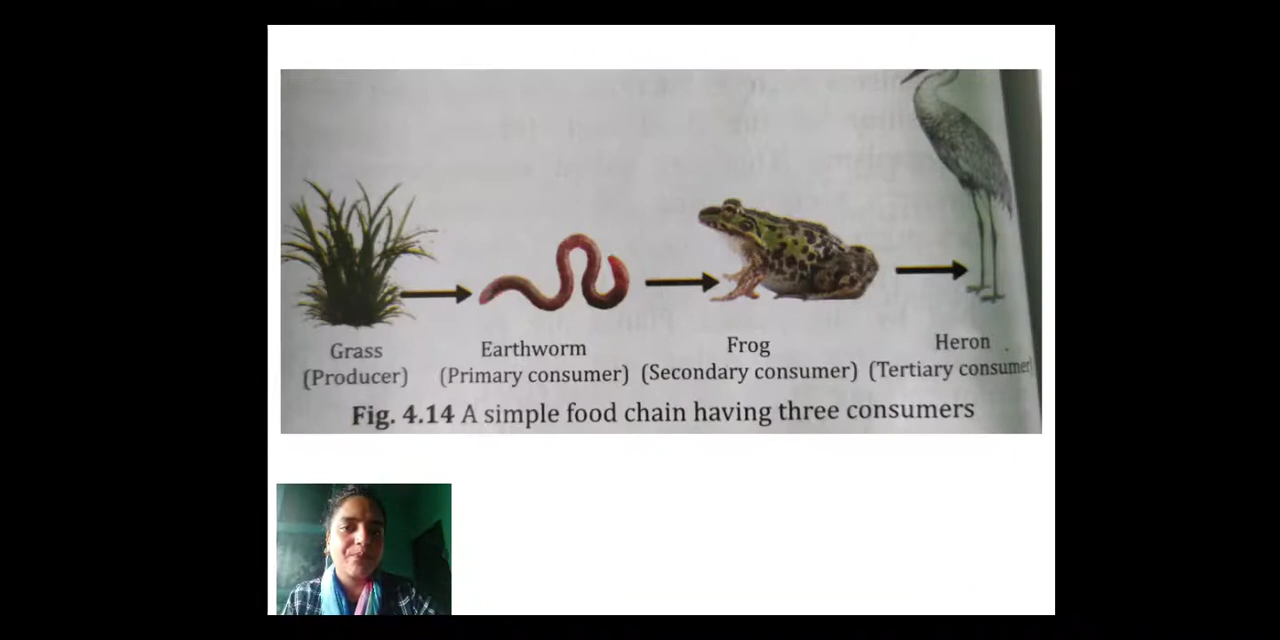 Grass Earthworm Frog Heron
(Producer) (Primary consumer) (Secondary consumer) (Tertiary consumer
Fig. 4.14 A simple food chain having three consumers